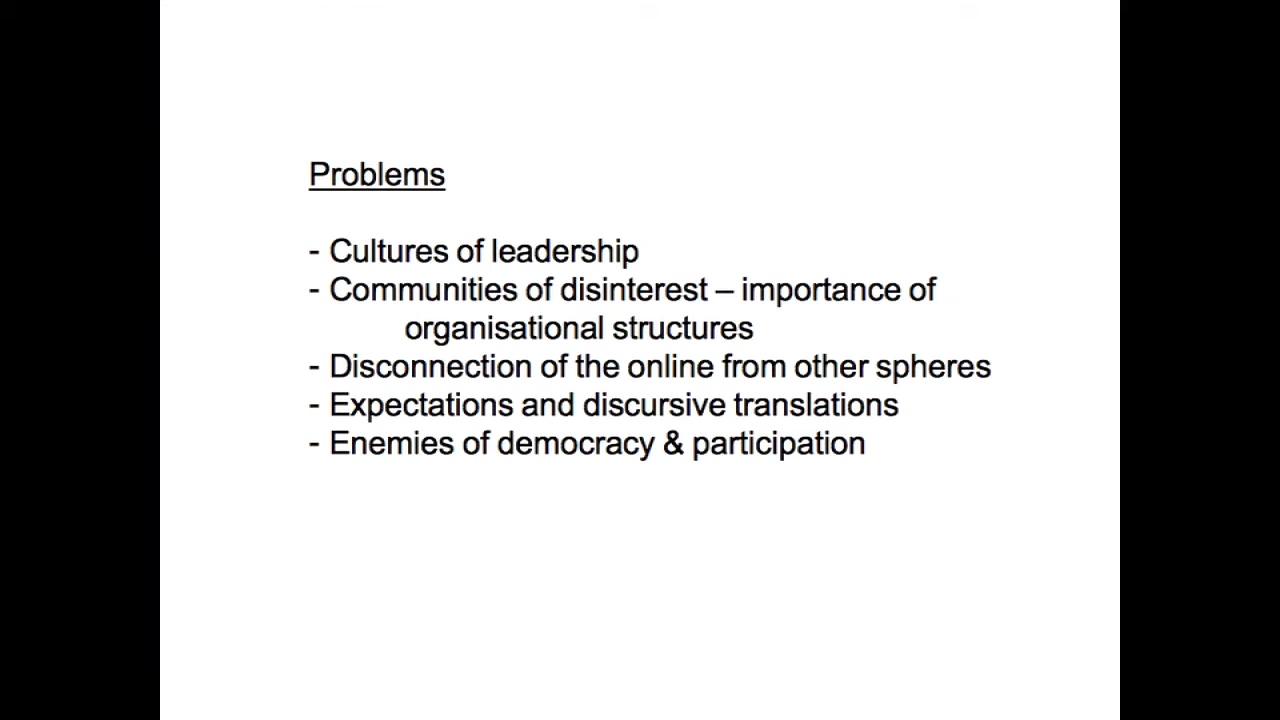 Problems
- Cultures of leadership
- Communities of disinterest – importance of
organisational structures
- Disconnection of the online from other spheres
- Expectations and discursive translations
- Enemies of democracy & participation